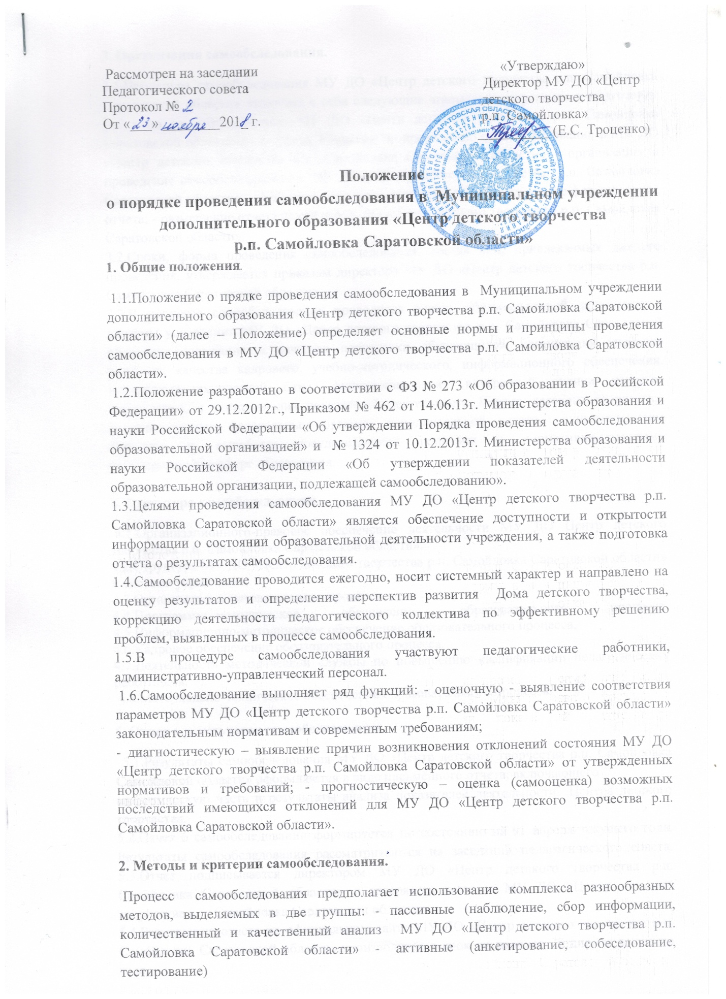 Рассмотрен на заседании
Педагогического совета
Протокол № 2
От «23» ноября 2018 г.
«Утверждаю»
Директор МУ ДО «Центр
детского творчества
р.п. Самойловка»
(Е.С. Троценко)
Положение
о порядке проведения самообследования в Муниципальном учреждении
дополнительного образования «Центр детского творчества
р.п. Самойловка Саратовской области»
1. Общие положения.
1.1.Положение о прядке проведения самообследования в Муниципальном учреждении
дополнительного образования «Центр детского творчества р.п. Самойловка Саратовской
области» (далее – Положение) определяет основные нормы и принципы проведения
самообследования в МУ ДО «Центр детского творчества р.п. Самойловка Саратовской
области».
1.2.Положение разработано в соответствии с ФЗ № 273 «Об образовании в Российской
Федерации» от 29.12.2012г., Приказом № 462 от 14.06.13г. Министерства образования и
науки Российской Федерации «Об утверждении Порядка проведения самообследования
образовательной организацией» и № 1324 от 10.12.2013г. Министерства образования и
науки Российской Федерации «Об утверждении показателей деятельности
образовательной организации, подлежащей самообследованию».
1.3.Целями проведения самообследования МУ ДО «Центр детского творчества р.п.
Самойловка Саратовской области» является обеспечение доступности и открытости
информации о состоянии образовательной деятельности учреждения, а также подготовка
отчета о результатах самообследования.
1.4.Самообследование проводится ежегодно, носит системный характер и направлено на
оценку результатов и определение перспектив развития Дома детского творчества,
коррекцию деятельности педагогического коллектива по эффективному решению
проблем, выявленных в процессе самообследования.
1.5.В процедуре самообследования участвуют педагогические работники,
административно-управленческий персонал.
1.6.Самообследование выполняет ряд функций: - оценочную - выявление соответствия
параметров МУ ДО «Центр детского творчества р.п. Самойловка Саратовской области»
законодательным нормативам и современным требованиям;
- диагностическую – выявление причин возникновения отклонений состояния МУ ДО
«Центр детского творчества р.п. Самойловка Саратовской области» от утвержденных
нормативов и требований; - прогностическую – оценка (самооценка) возможных
последствий имеющихся отклонений для МУ ДО «Центр детского творчества р.п.
Самойловка Саратовской области».
2. Методы и критерии самообследования.
Процесс самообследования предполагает использование комплекса разнообразных
методов, выделяемых в две группы: - пассивные (наблюдение, сбор информации,
количественный и качественный анализ МУ ДО «Центр детского творчества р.п.
Самойловка Саратовской области» - активные (анкетирование, собеседование,
тестирование)